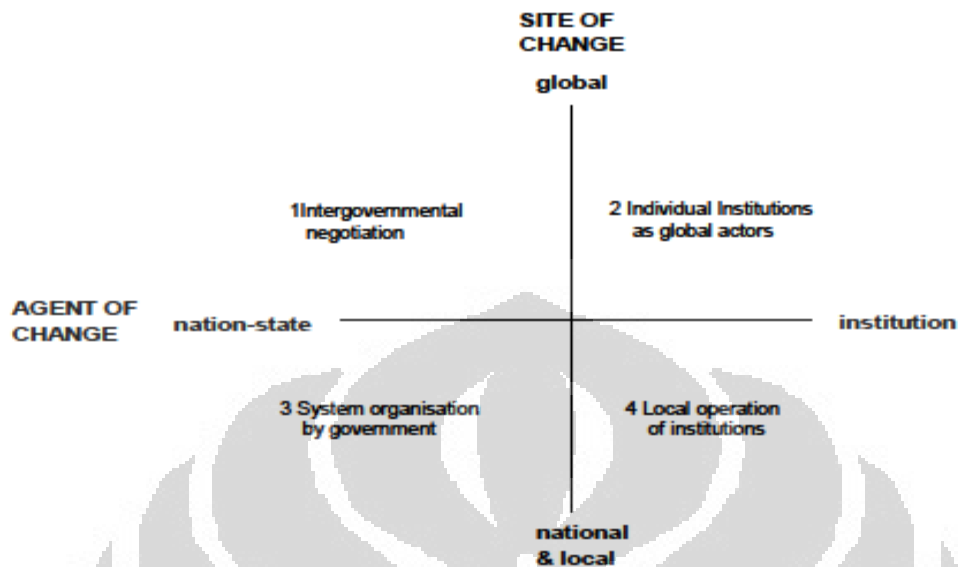 SITE OF
CHANGE
global
1Intergovernmental
negotiation
2 Individual Institutions
as global actors
AGENT OF
CHANGE
nation-state
institution
3 System organisation
by government
4 Local operation
of institutions
national
& local